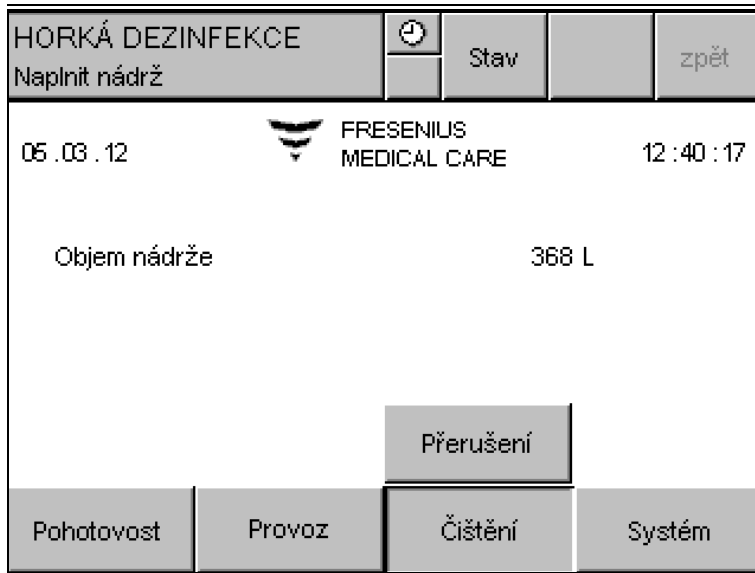 HORKÁ DEZINFEKCE
Naplnit nádrž
Stav
zpět
05 .03 .12
FRESENIUS
MEDICAL CARE
12 :40 : 17
Objem nádrže 368 L
Přerušení
Pohotovost Provoz Čištění Systém